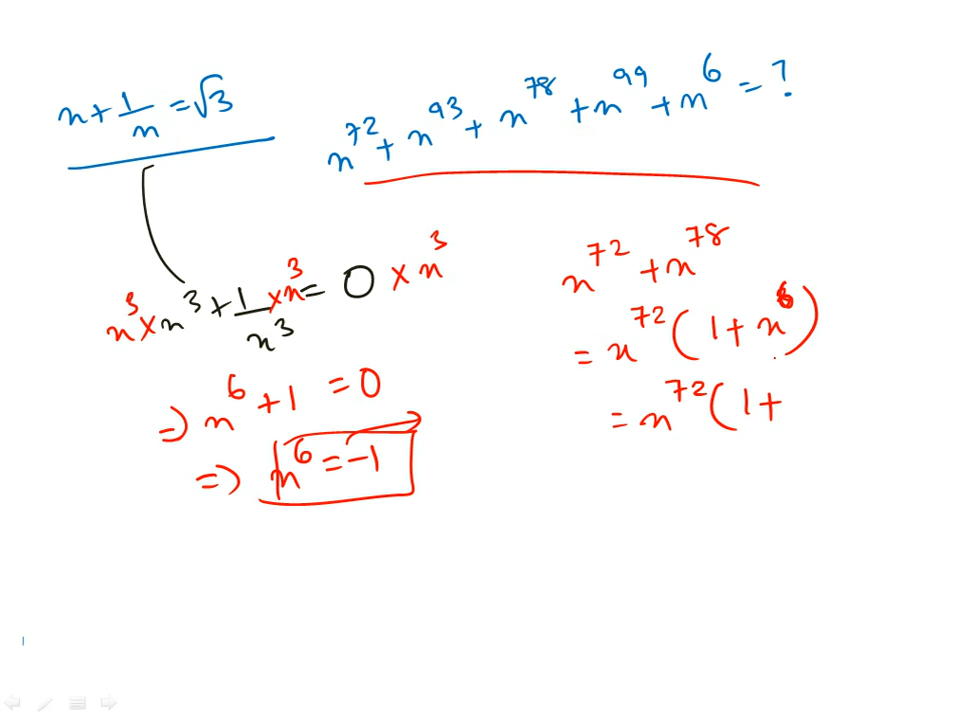 x + 1/x = √3
x^72 + x^93 + x^78 + x^99 + x^6 = ?
x^3 × x^3 + 1/x^3 × x^3 = 0 × x^3
⇒ x^6 + 1 = 0
⇒ x^6 = -1
x^72 + x^78
= x^72 ( 1 + x^6 )
= x^72 ( 1 +